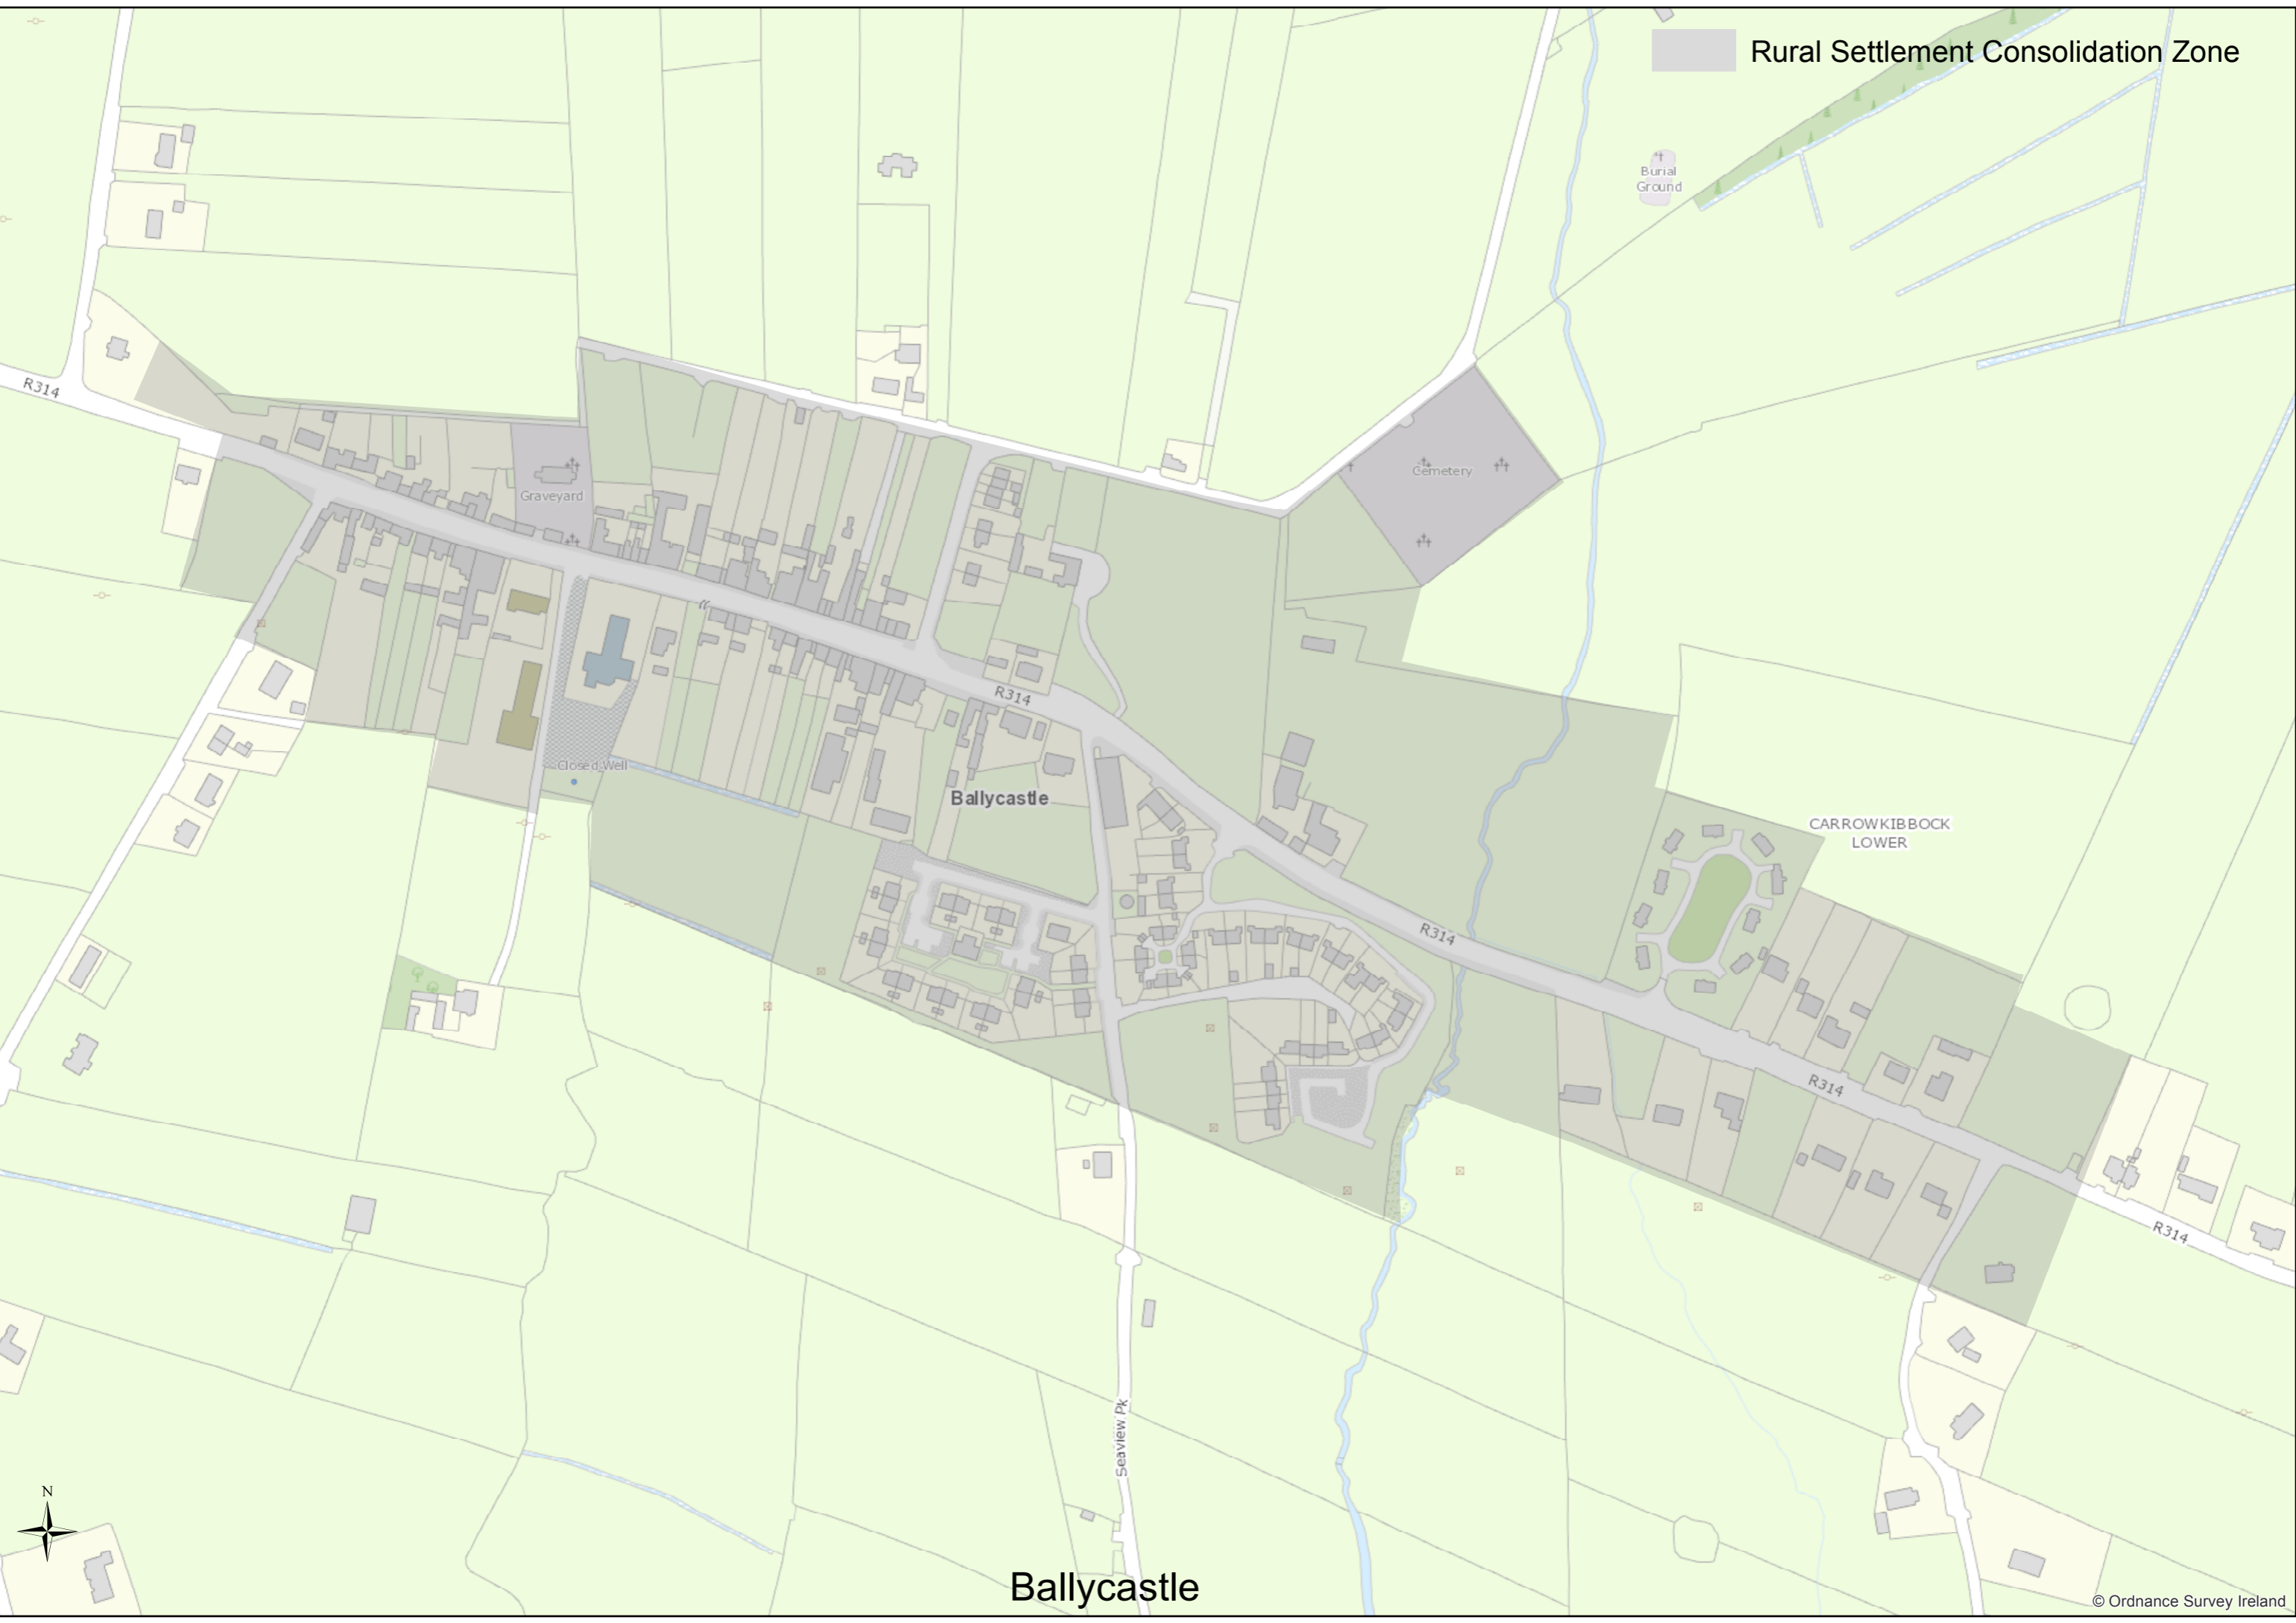 Rural Settlement Consolidation Zone
Burial
Ground
R314
Cemetery
Graveyard
R314
Closed Well
Ballycastle
CARROWKIBBOCK
LOWER
R314
R314
R314
Seaview Pk
N
Ballycastle
© Ordnance Survey Ireland